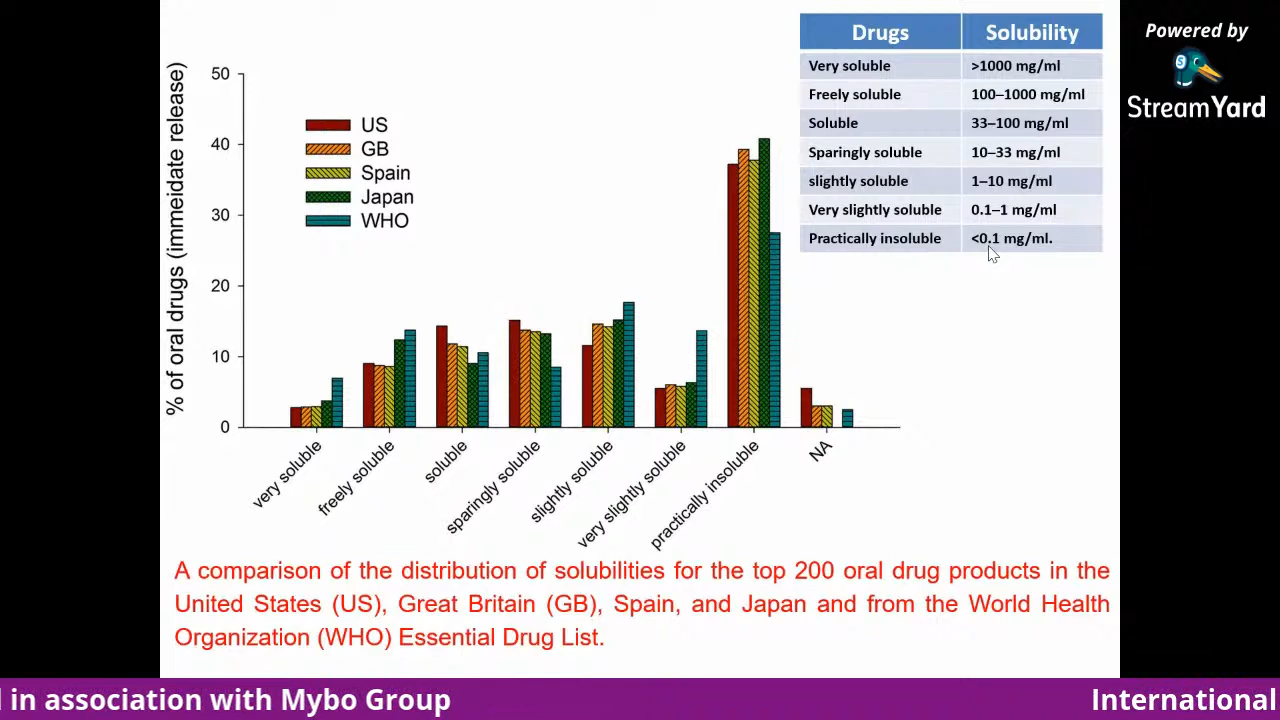 Drugs Solubility
Very soluble >1000 mg/ml
Freely soluble 100–1000 mg/ml
Soluble 33–100 mg/ml
Sparingly soluble 10–33 mg/ml
slightly soluble 1–10 mg/ml
Very slightly soluble 0.1–1 mg/ml
Practically insoluble <0.1 mg/ml.
Powered by
StreamYard
% of oral drugs (immeidate release)
50
40
30
20
10
0
US
GB
Spain
Japan
WHO
very soluble
freely soluble
soluble
sparingly soluble
slightly soluble
very slightly soluble
practically insoluble
NA
A comparison of the distribution of solubilities for the top 200 oral drug products in the
United States (US), Great Britain (GB), Spain, and Japan and from the World Health
Organization (WHO) Essential Drug List.
in association with Mybo Group International